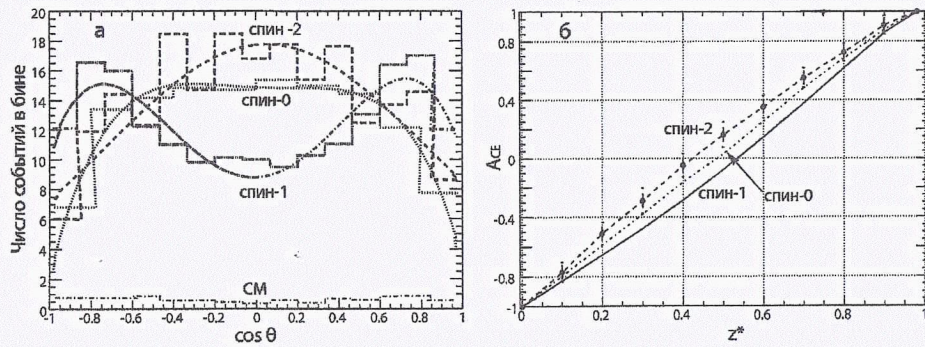 а
спин -2
спин-0
спин-1
СМ
Число событий в бине
20
18
16
14
12
10
8
6
4
2
0
-1 -0.8 -0.6 -0.4 -0.2 0 0.2 0.4 0.6 0.8 1
cos θ
б
спин-2
спин-1
спин-0
ACE
1
0.4
0
-0.4
-0.8
-1
0 0.2 0.4 0.6 0.8 1
z*